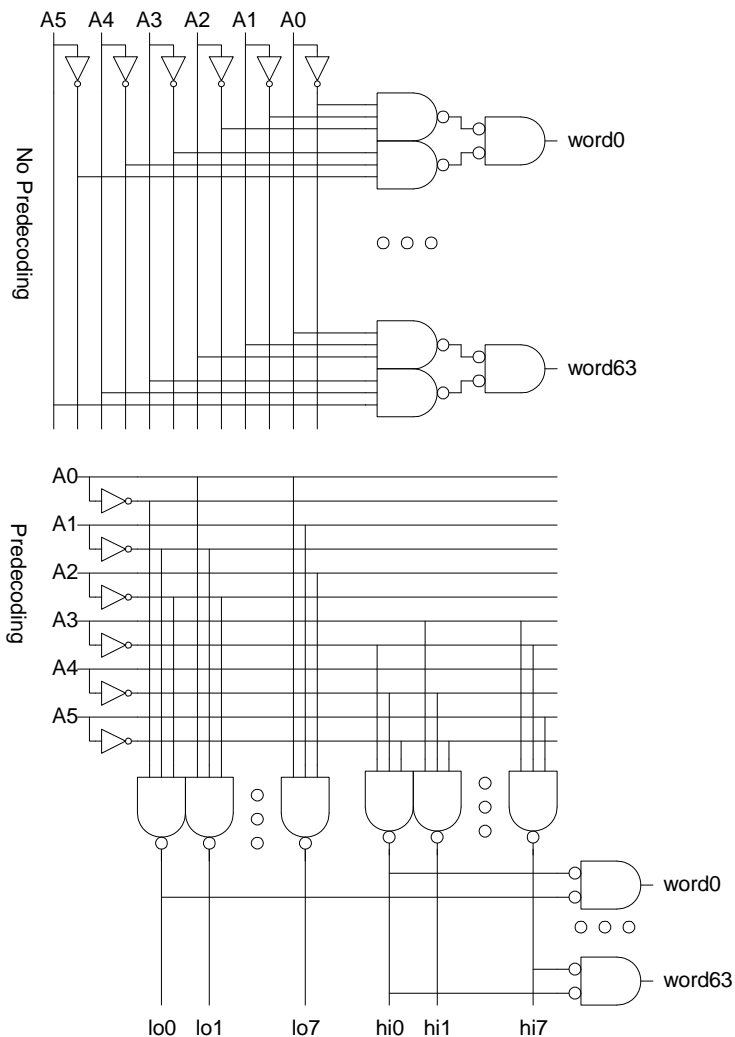 A5 A4 A3 A2 A1 A0
No Predecoding
word0
word63
Predecoding
A0
A1
A2
A3
A4
A5
word0
word63
lo0 lo1 lo7 hi0 hi1 hi7